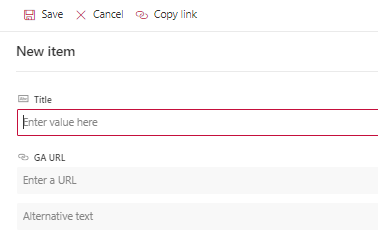 Save Cancel Copy link
New item
Title
Enter value here
GA URL
Enter a URL
Alternative text